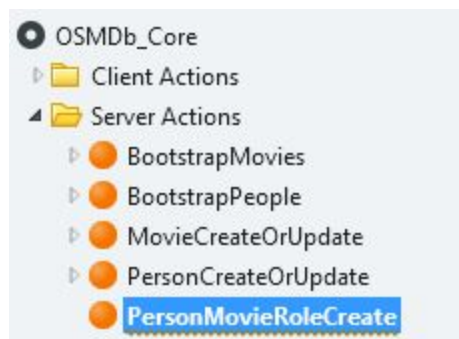 OSMDb_Core
Client Actions
Server Actions
BootstrapMovies
BootstrapPeople
MovieCreateOrUpdate
PersonCreateOrUpdate
PersonMovieRoleCreate